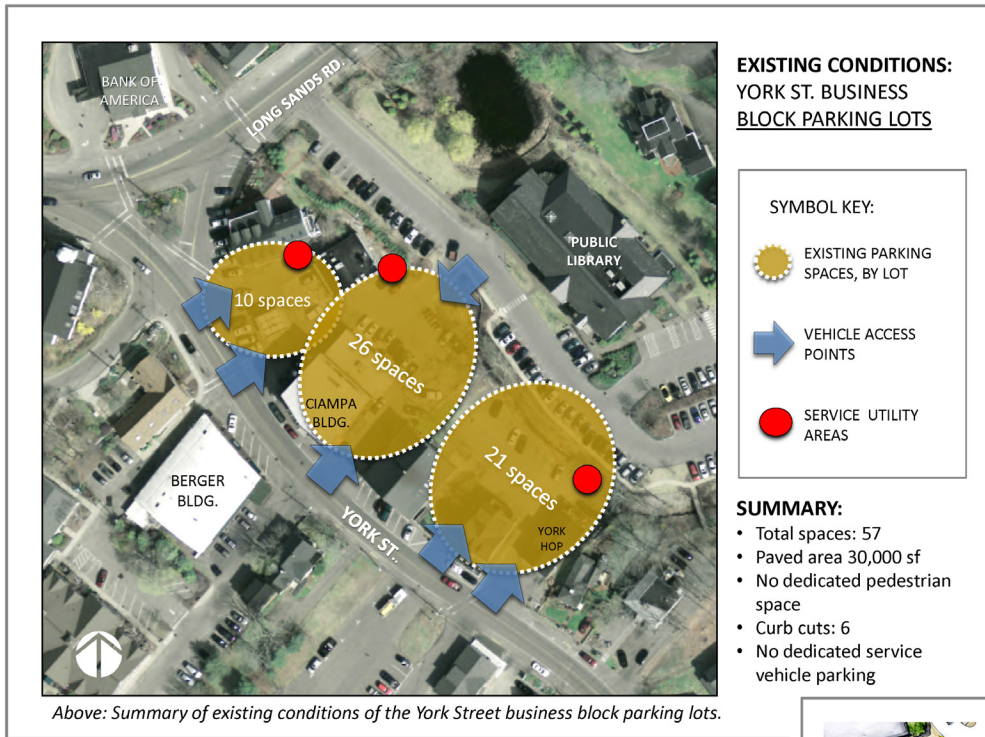 BANK OF
AMERICA
LONG SANDS RD.
PUBLIC
LIBRARY
10 spaces
26 spaces
CIAMPA
BLDG.
21 spaces
BERGER
BLDG.
YORK ST..
YORK
HOP
Above: Summary of existing conditions of the York Street business block parking lots.
EXISTING CONDITIONS:
YORK ST. BUSINESS
BLOCK PARKING LOTS
SYMBOL KEY:
EXISTING PARKING
SPACES, BY LOT
VEHICLE ACCESS
POINTS
SERVICE UTILITY
AREAS
SUMMARY:
• Total spaces: 57
• Paved area 30,000 sf
• No dedicated pedestrian
space
• Curb cuts: 6
• No dedicated service
vehicle parking